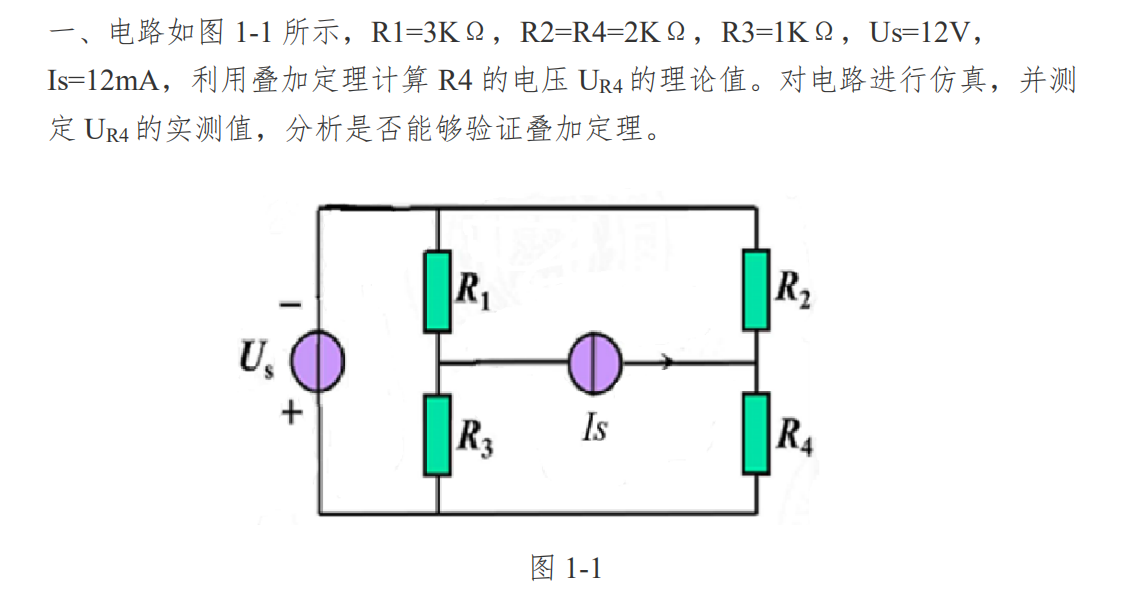 一、电路如图 1-1 所示，R1=3KΩ，R2=R4=2KΩ，R3=1KΩ，Us=12V，
Is=12mA，利用叠加定理计算 R4 的电压 UR4 的理论值。对电路进行仿真，并测
定 UR4 的实测值，分析是否能够验证叠加定理。
R1
R2
−
Us
+
Is
R3
R4
图 1-1